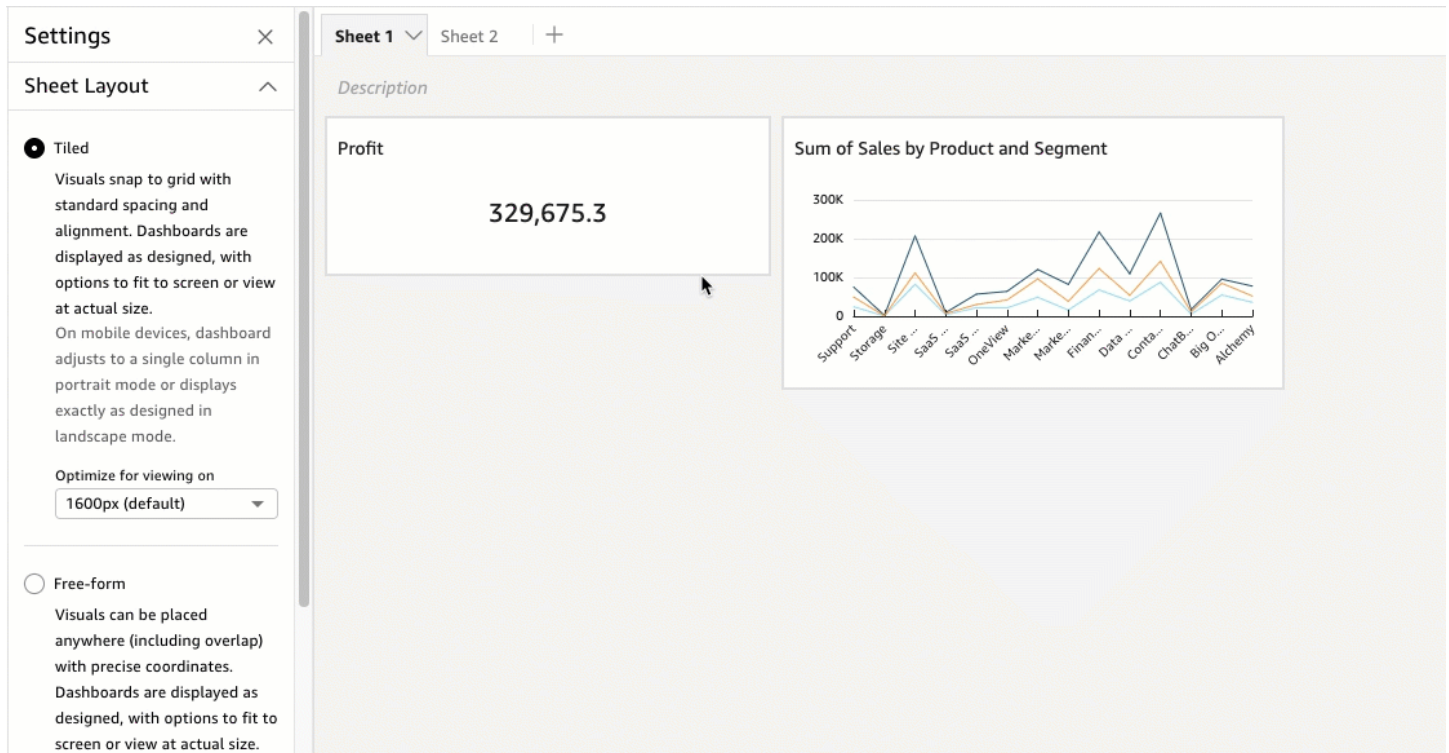 Settings
Sheet Layout
Tiled
Visuals snap to grid with
standard spacing and
alignment. Dashboards are
displayed as designed, with
options to fit to screen or view
at actual size.
On mobile devices, dashboard
adjusts to a single column in
portrait mode or displays
exactly as designed in
landscape mode.
Optimize for viewing on
1600px (default)
Free-form
Visuals can be placed
anywhere (including overlap)
with precise coordinates.
Dashboards are displayed as
designed, with options to fit to
screen or view at actual size.
Sheet 1
Sheet 2
Description
Profit
329,675.3
Sum of Sales by Product and Segment
300K
200K
100K
0
Support
Storage
Site ...
SaaS ...
SaaS ...
OneView
Marke...
Marke...
Finan...
Data ...
Conta...
ChatB...
Big O...
Alchemy